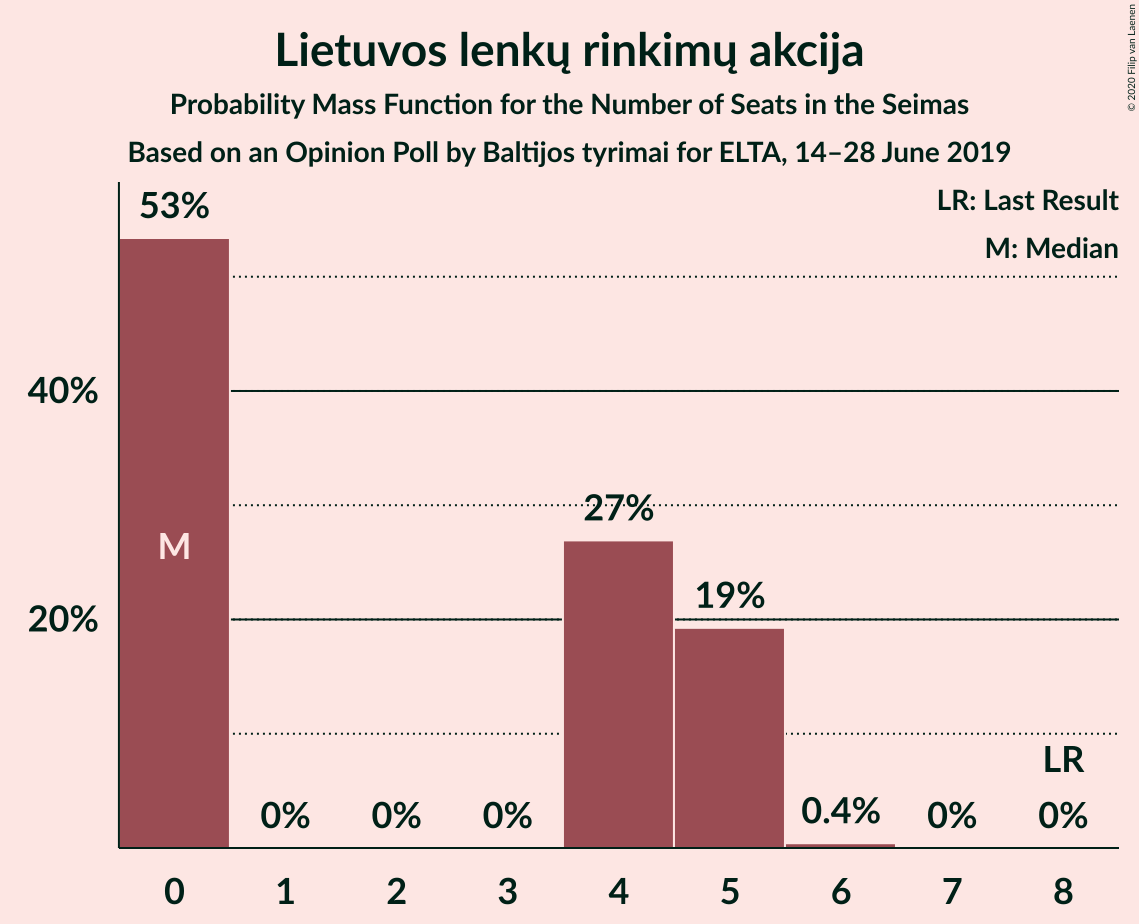 Lietuvos lenkų rinkimų akcija
Probability Mass Function for the Number of Seats in the Seimas
Based on an Opinion Poll by Baltijos tyrimai for ELTA, 14–28 June 2019
© 2020 Filip van Laenen
LR: Last Result
M: Median
53%
40%
M
27%
19%
20%
LR
0% 0% 0% 0.4% 0% 0%
0 1 2 3 4 5 6 7 8